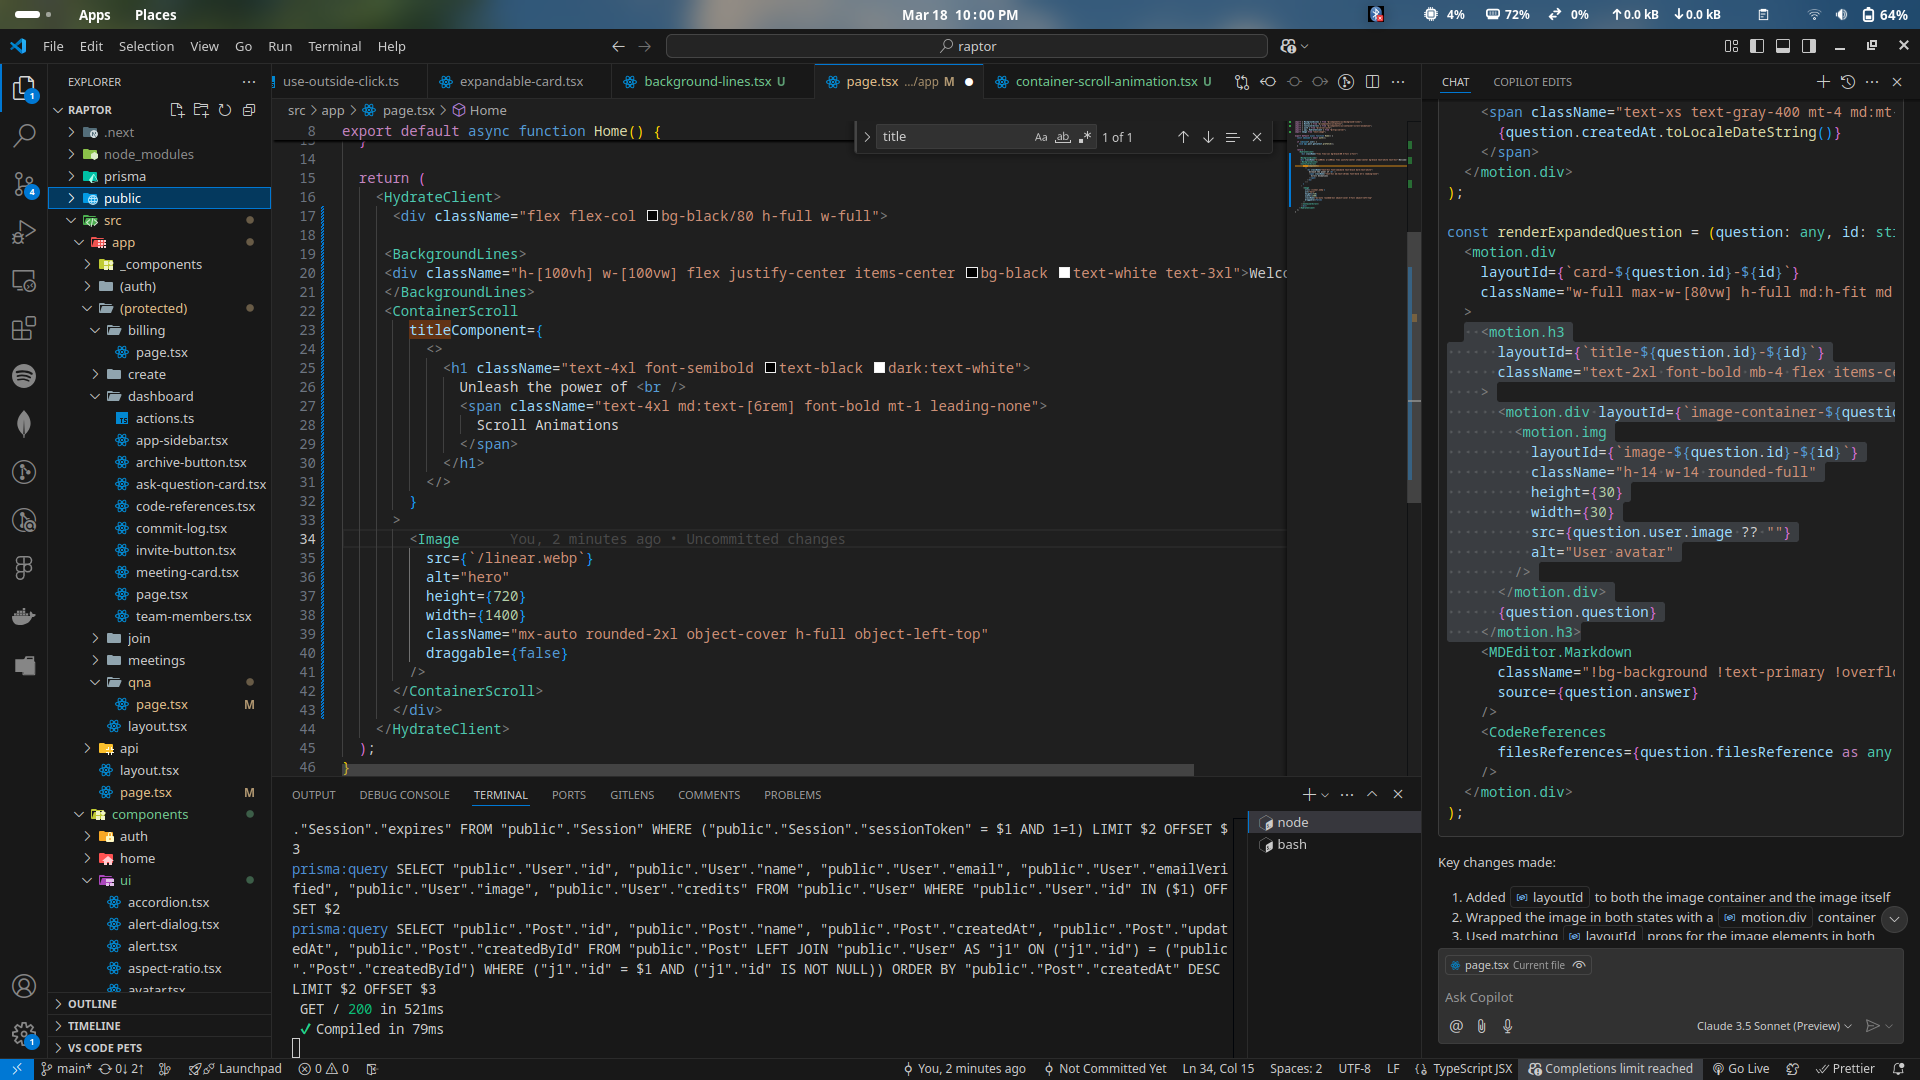 Apps Places Mar 18 10:00 PM 4% 72% 0% 0.0 kB 0.0 kB 64%
File Edit Selection View Go Run Terminal Help raptor
EXPLORER
RAPTOR
.next
node_modules
prisma
public
src
app
_components
(auth)
(protected)
billing
page.tsx
create
dashboard
actions.ts
app-sidebar.tsx
archive-button.tsx
ask-question-card.tsx
code-references.tsx
commit-log.tsx
invite-button.tsx
meeting-card.tsx
page.tsx
team-members.tsx
join
meetings
qna
page.tsx M
layout.tsx
api
layout.tsx
page.tsx M
components
auth
home
ui
accordion.tsx
alert-dialog.tsx
alert.tsx
aspect-ratio.tsx
avatar.tsx
OUTLINE
TIMELINE
VS CODE PETS
use-outside-click.ts expandable-card.tsx background-lines.tsx U page.tsx .../app M container-scroll-animation.tsx U
src > app > page.tsx > Home
title Aa ab 1 of 1
8 export default async function Home() {
13 }
14
15 return (
16 <HydrateClient>
17 <div className="flex flex-col bg-black/80 h-full w-full">
18
19 <BackgroundLines>
20 <div className="h-[100vh] w-[100vw] flex justify-center items-center bg-black text-white text-3xl">Welco
21 </BackgroundLines>
22 <ContainerScroll
23 titleComponent={
24 <>
25 <h1 className="text-4xl font-semibold text-black dark:text-white">
26 Unleash the power of <br />
27 <span className="text-4xl md:text-[6rem] font-bold mt-1 leading-none">
28 Scroll Animations
29 </span>
30 </h1>
31 </>
32 }
33 >
34 <Image You, 2 minutes ago • Uncommitted changes
35 src={`/linear.webp`}
36 alt="hero"
37 height={720}
38 width={1400}
39 className="mx-auto rounded-2xl object-cover h-full object-left-top"
40 draggable={false}
41 />
42 </ContainerScroll>
43 </div>
44 </HydrateClient>
45 );
46 }
OUTPUT DEBUG CONSOLE TERMINAL PORTS GITLENS COMMENTS PROBLEMS
."Session"."expires" FROM "public"."Session" WHERE ("public"."Session"."sessionToken" = $1 AND 1=1) LIMIT $2 OFFSET $
3
prisma:query SELECT "public"."User"."id", "public"."User"."name", "public"."User"."email", "public"."User"."emailVeri
fied", "public"."User"."image", "public"."User"."credits" FROM "public"."User" WHERE "public"."User"."id" IN ($1) OFF
SET $2
prisma:query SELECT "public"."Post"."id", "public"."Post"."name", "public"."Post"."createdAt", "public"."Post"."updat
edAt", "public"."Post"."createdById" FROM "public"."Post" LEFT JOIN "public"."User" AS "j1" ON ("j1"."id") = ("public
"."Post"."createdById") WHERE ("j1"."id" = $1 AND ("j1"."id" IS NOT NULL)) ORDER BY "public"."Post"."createdAt" DESC
LIMIT $2 OFFSET $3
GET / 200 in 521ms
✓ Compiled in 79ms
node
bash
CHAT COPILOT EDITS
<span className="text-xs text-gray-400 mt-4 md:mt-
{question.createdAt.toLocaleDateString()}
</span>
</motion.div>
);
const renderExpandedQuestion = (question: any, id: sti
<motion.div
layoutId={`card-${question.id}-${id}`}
className="w-full max-w-[80vw] h-full md:h-fit md
>
<motion.h3
layoutId={`title-${question.id}-${id}`}
className="text-2xl font-bold mb-4 flex items-ce
>
<motion.div layoutId={`image-container-${questio
<motion.img
layoutId={`image-${question.id}-${id}`}
className="h-14 w-14 rounded-full"
height={30}
width={30}
src={question.user.image ?? ""}
alt="User avatar"
/>
</motion.div>
{question.question}
</motion.h3>
<MDEditor.Markdown
className="!bg-background !text-primary !overflo
source={question.answer}
/>
<CodeReferences
filesReferences={question.filesReference as any
/>
</motion.div>
);
Key changes made:
1. Added layoutId to both the image container and the image itself
2. Wrapped the image in both states with a motion.div container
3. Used matching layoutId props for the image elements in both
page.tsx Current file
Ask Copilot
Claude 3.5 Sonnet (Preview)
main* 0↓ 2↑ Launchpad 0 0 You, 2 minutes ago Not Committed Yet Ln 34, Col 15 Spaces: 2 UTF-8 LF TypeScript JSX Completions limit reached Go Live Prettier